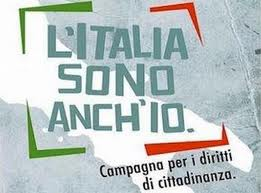 L'ITALIA
SONO
ANCH'IO.
Campagna per i diritti
di cittadinanza.